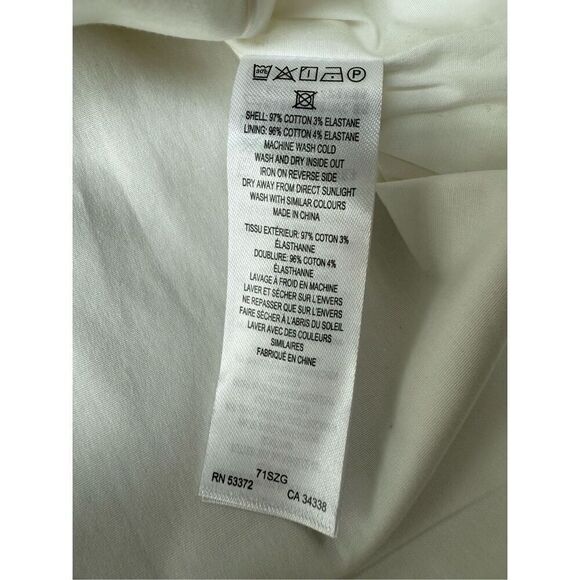 SHELL: 97% COTTON 3% ELASTANE
LINING: 96% COTTON 4% ELASTANE
MACHINE WASH COLD
WASH AND DRY INSIDE OUT
IRON ON REVERSE SIDE
DRY AWAY FROM DIRECT SUNLIGHT
WASH WITH SIMILAR COLOURS
MADE IN CHINA
TISSU EXTÉRIEUR: 97% COTON 3%
ÉLASTHANNE
DOUBLURE: 96% COTON 4%
ÉLASTHANNE
LAVAGE À FROID EN MACHINE
LAVER ET SÉCHER SUR L'ENVERS
NE REPASSER QUE SUR L'ENVERS
FAIRE SÉCHER À L'ABRIS DU SOLEIL
LAVER AVEC DES COULEURS
SIMILAIRES
FABRIQUÉ EN CHINE
71SZG
RN 53372 CA 34338